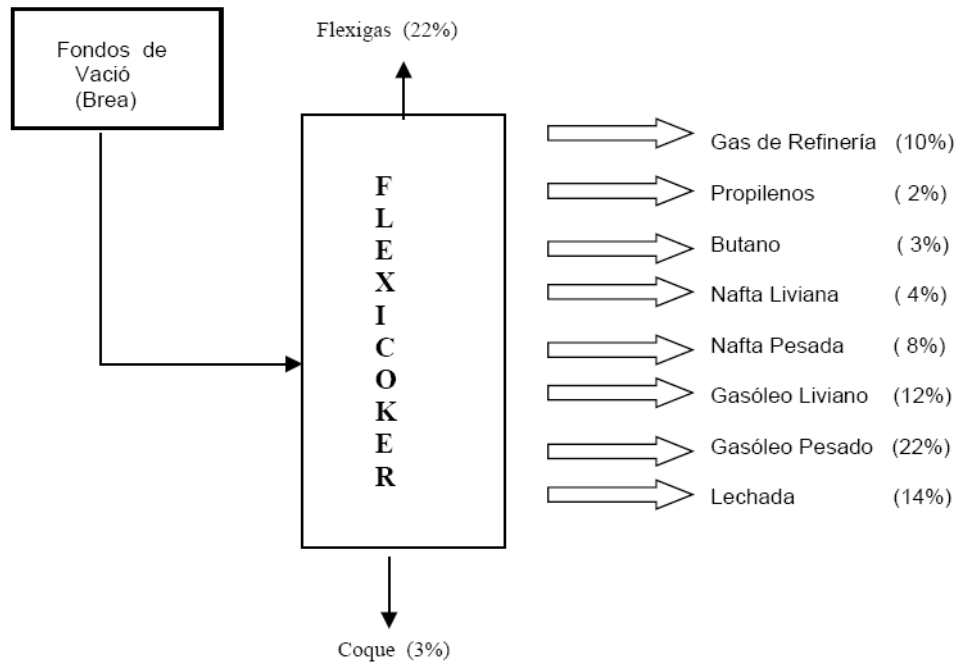 Flexigas (22%)
Fondos de
Vació
(Brea)
F
L
E
X
I
C
O
K
E
R
Gas de Refinería (10%)
Propilenos ( 2%)
Butano ( 3%)
Nafta Liviana ( 4%)
Nafta Pesada ( 8%)
Gasóleo Liviano (12%)
Gasóleo Pesado (22%)
Lechada (14%)
Coque (3%)